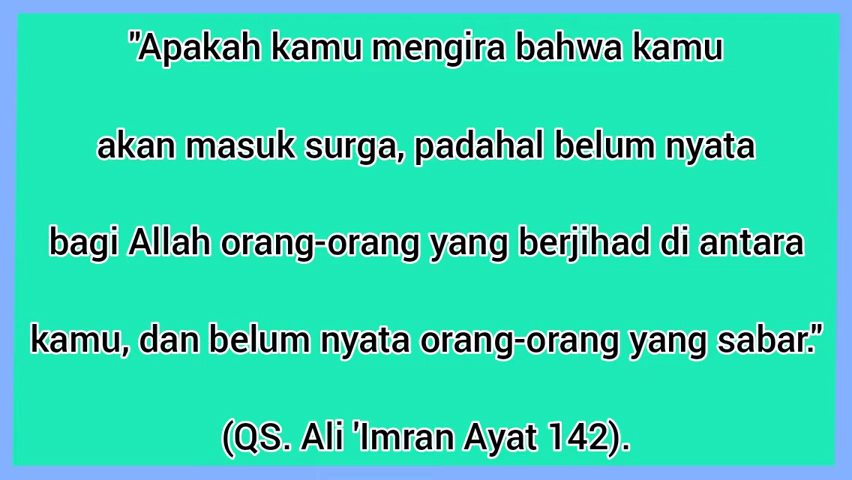 "Apakah kamu mengira bahwa kamu
akan masuk surga, padahal belum nyata
bagi Allah orang-orang yang berjihad di antara
kamu, dan belum nyata orang-orang yang sabar."
(QS. Ali 'Imran Ayat 142).